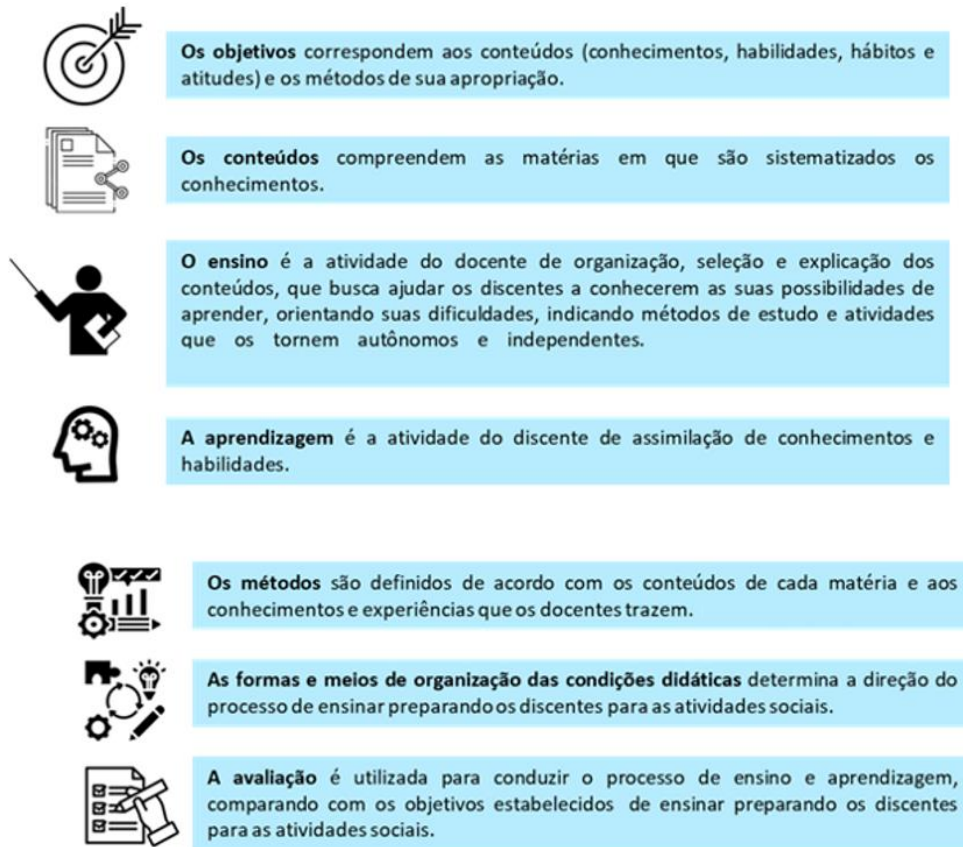 Os objetivos correspondem aos conteúdos (conhecimentos, habilidades, hábitos e
atitudes) e os métodos de sua apropriação.
Os conteúdos compreendem as matérias em que são sistematizados os
conhecimentos.
O ensino é a atividade do docente de organização, seleção e explicação dos
conteúdos, que busca ajudar os discentes a conhecerem as suas possibilidades de
aprender, orientando suas dificuldades, indicando métodos de estudo e atividades
que os tornem autônomos e independentes.
A aprendizagem é a atividade do discente de assimilação de conhecimentos e
habilidades.
Os métodos são definidos de acordo com os conteúdos de cada matéria e aos
conhecimentos e experiências que os docentes trazem.
As formas e meios de organização das condições didáticas determina a direção do
processo de ensinar preparando os discentes para as atividades sociais.
A avaliação é utilizada para conduzir o processo de ensino e aprendizagem,
comparando com os objetivos estabelecidos de ensinar preparando os discentes
para as atividades sociais.